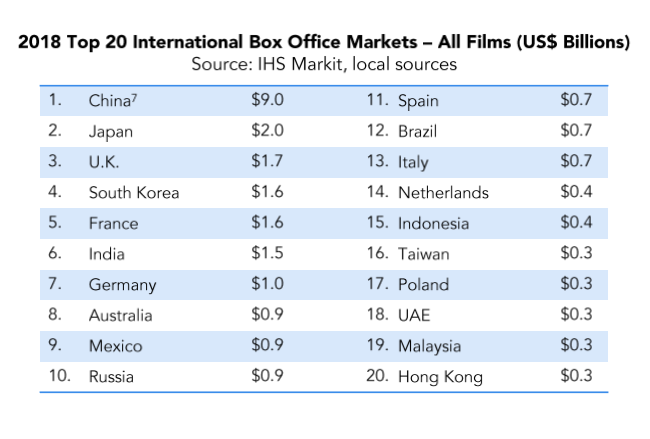 2018 Top 20 International Box Office Markets – All Films (US$ Billions)
Source: IHS Markit, local sources
1. China⁷ $9.0 11. Spain $0.7
2. Japan $2.0 12. Brazil $0.7
3. U.K. $1.7 13. Italy $0.7
4. South Korea $1.6 14. Netherlands $0.4
5. France $1.6 15. Indonesia $0.4
6. India $1.5 16. Taiwan $0.3
7. Germany $1.0 17. Poland $0.3
8. Australia $0.9 18. UAE $0.3
9. Mexico $0.9 19. Malaysia $0.3
10. Russia $0.9 20. Hong Kong $0.3